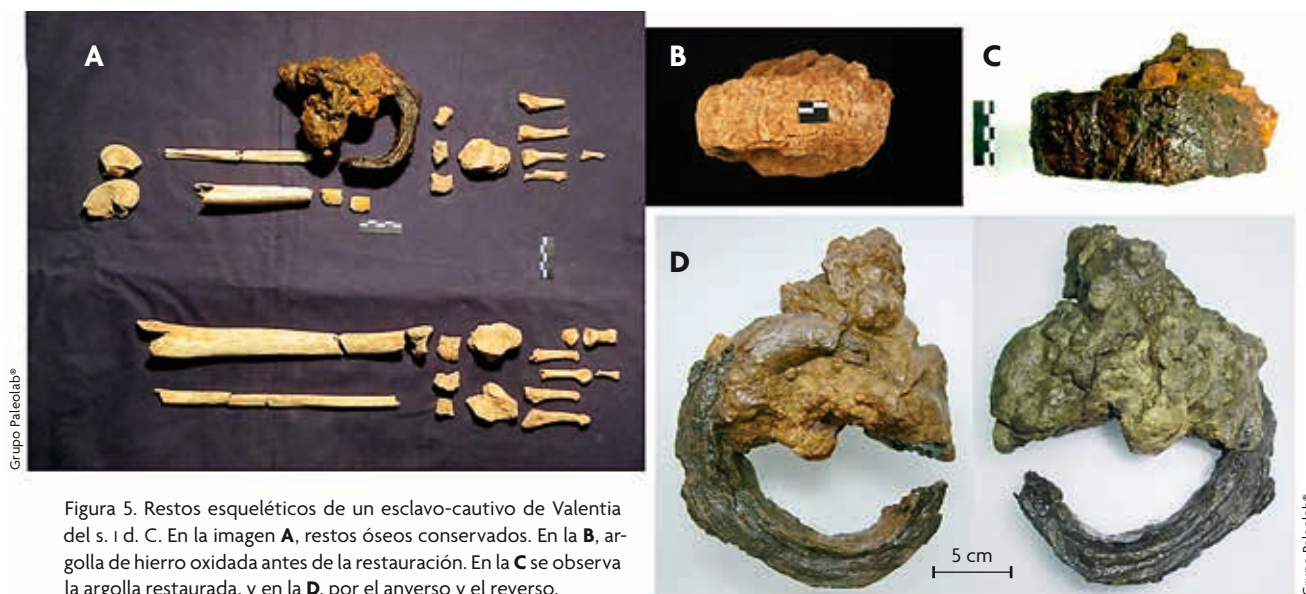 A
B
C
D
5 cm
Grupo Paleolab®
Grupo Paleolab®
Figura 5. Restos esqueléticos de un esclavo-cautivo de Valentia
del s. I d. C. En la imagen A, restos óseos conservados. En la B, ar-
golla de hierro oxidada antes de la restauración. En la C se observa
la argolla restaurada, y en la D, por el anverso y el reverso.